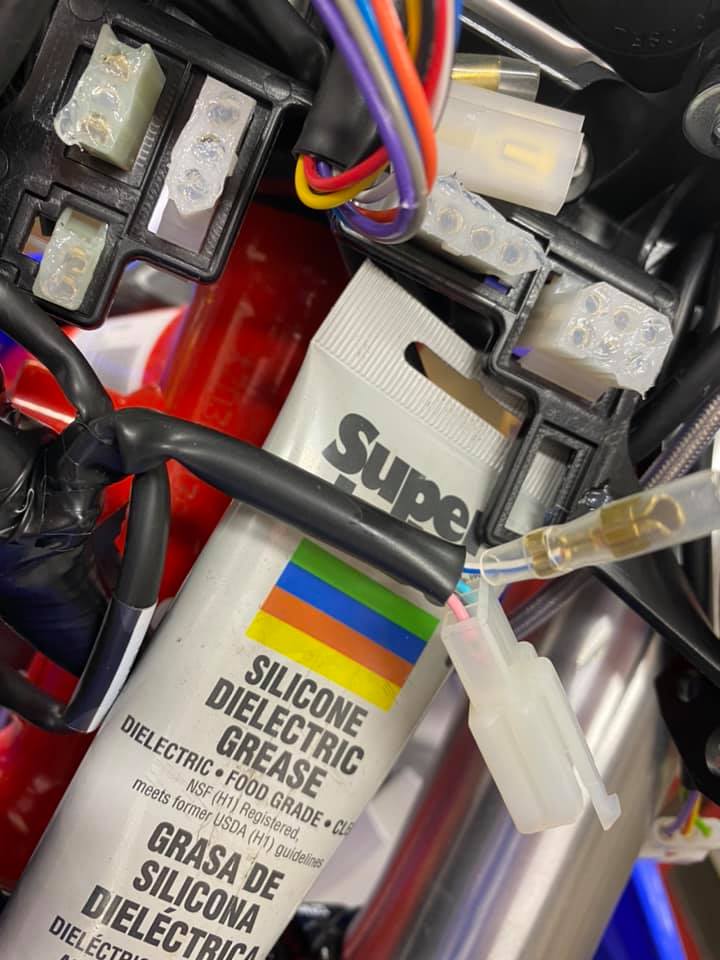 Supe
SILICONE
DIELECTRIC
GREASE
DIELECTRIC • FOOD GRADE •
NSF (H1) Registered,
meets former USDA (H1) guidelines
GRASA DE
SILICONA
DIELÉCTRICA